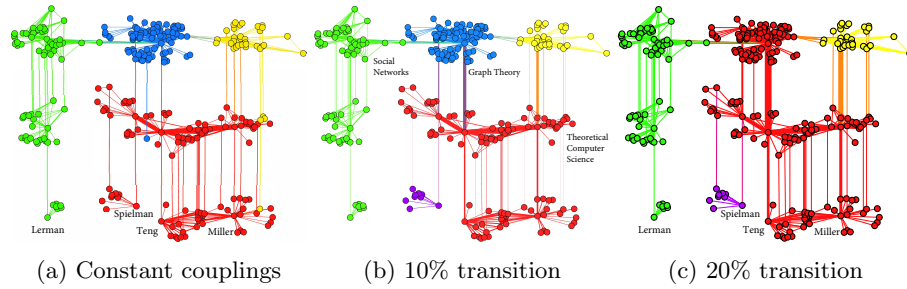 Social
Networks
Graph Theory
Theoretical
Computer
Science
Lerman
Spielman
Teng
Miller
Lerman
Spielman
Teng
Miller
(a) Constant couplings
(b) 10% transition
(c) 20% transition